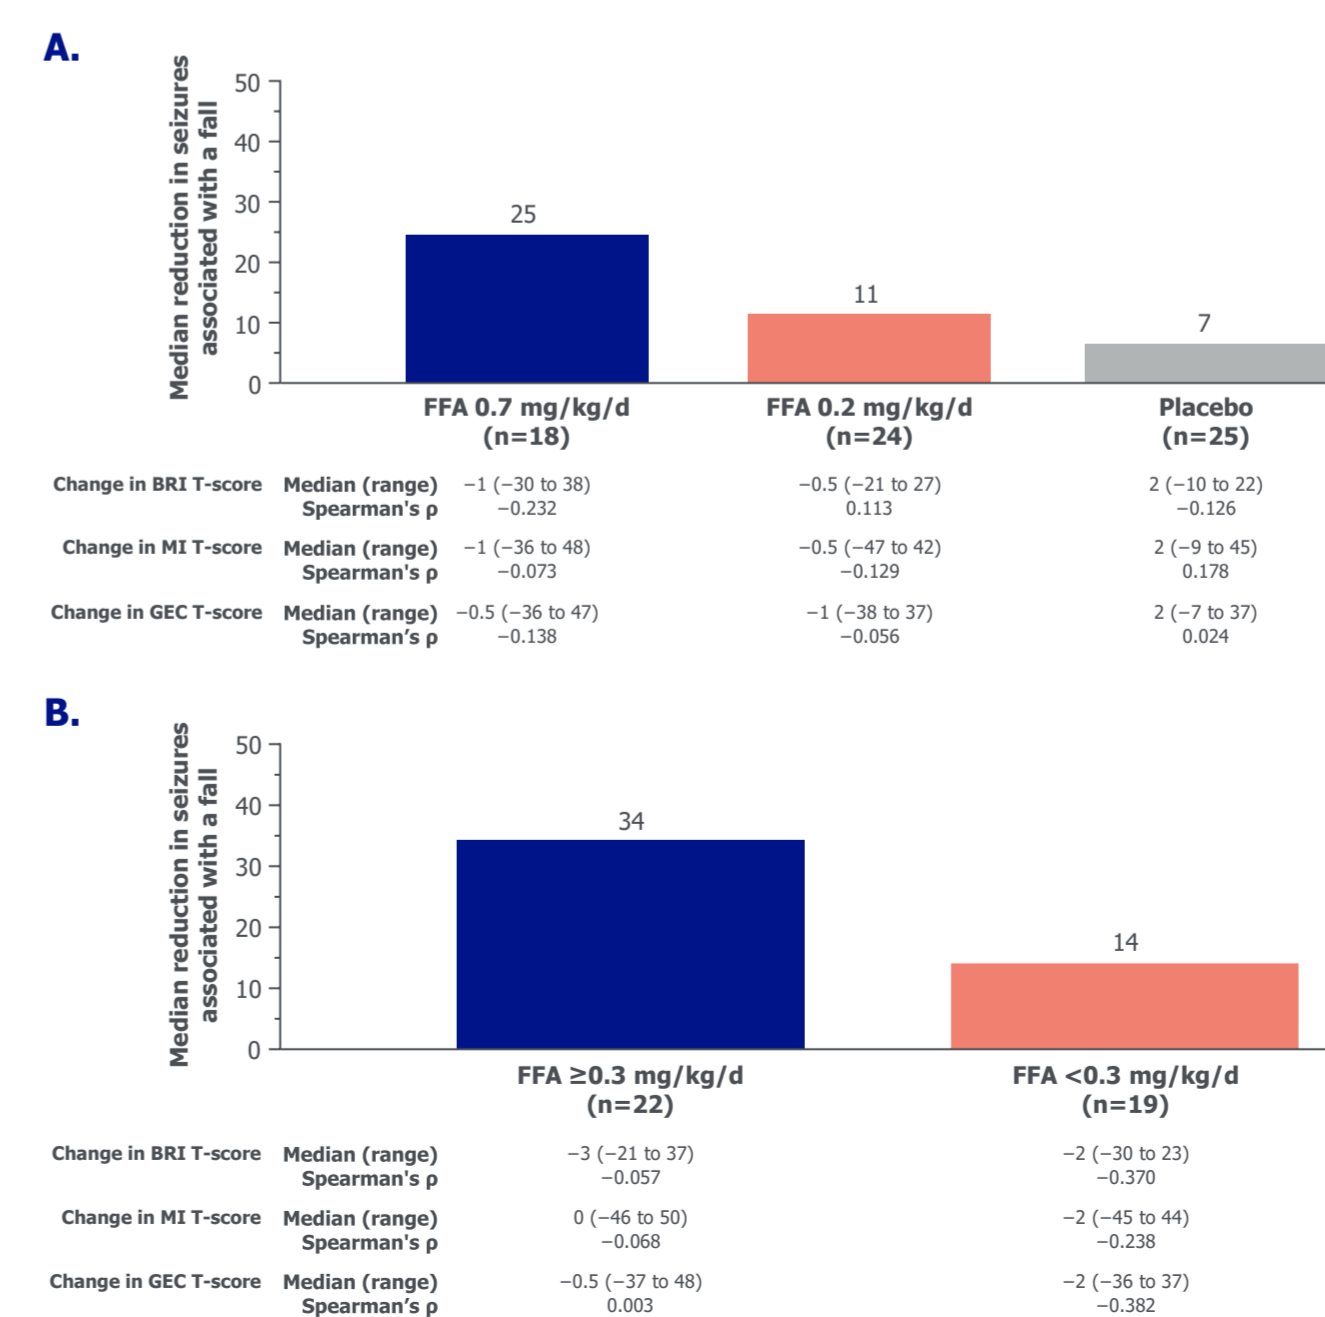 A.
Median reduction in seizures
associated with a fall
50
40
30
20
10
0
25
11
7
FFA 0.7 mg/kg/d
(n=18)
FFA 0.2 mg/kg/d
(n=24)
Placebo
(n=25)
Change in BRI T-score Median (range) −1 (−30 to 38) −0.5 (−21 to 27) 2 (−10 to 22)
Spearman's ρ −0.232 0.113 −0.126
Change in MI T-score Median (range) −1 (−36 to 48) −0.5 (−47 to 42) 2 (−9 to 45)
Spearman's ρ −0.073 −0.129 0.178
Change in GEC T-score Median (range) −0.5 (−36 to 47) −1 (−38 to 37) 2 (−7 to 37)
Spearman’s ρ −0.138 −0.056 0.024
B.
Median reduction in seizures
associated with a fall
50
40
30
20
10
0
34
14
FFA ≥0.3 mg/kg/d
(n=22)
FFA <0.3 mg/kg/d
(n=19)
Change in BRI T-score Median (range) −3 (−21 to 37) −2 (−30 to 23)
Spearman's ρ −0.057 −0.370
Change in MI T-score Median (range) 0 (−46 to 50) −2 (−45 to 44)
Spearman's ρ −0.068 −0.238
Change in GEC T-score Median (range) −0.5 (−37 to 48) −2 (−36 to 37)
Spearman’s ρ 0.003 −0.382